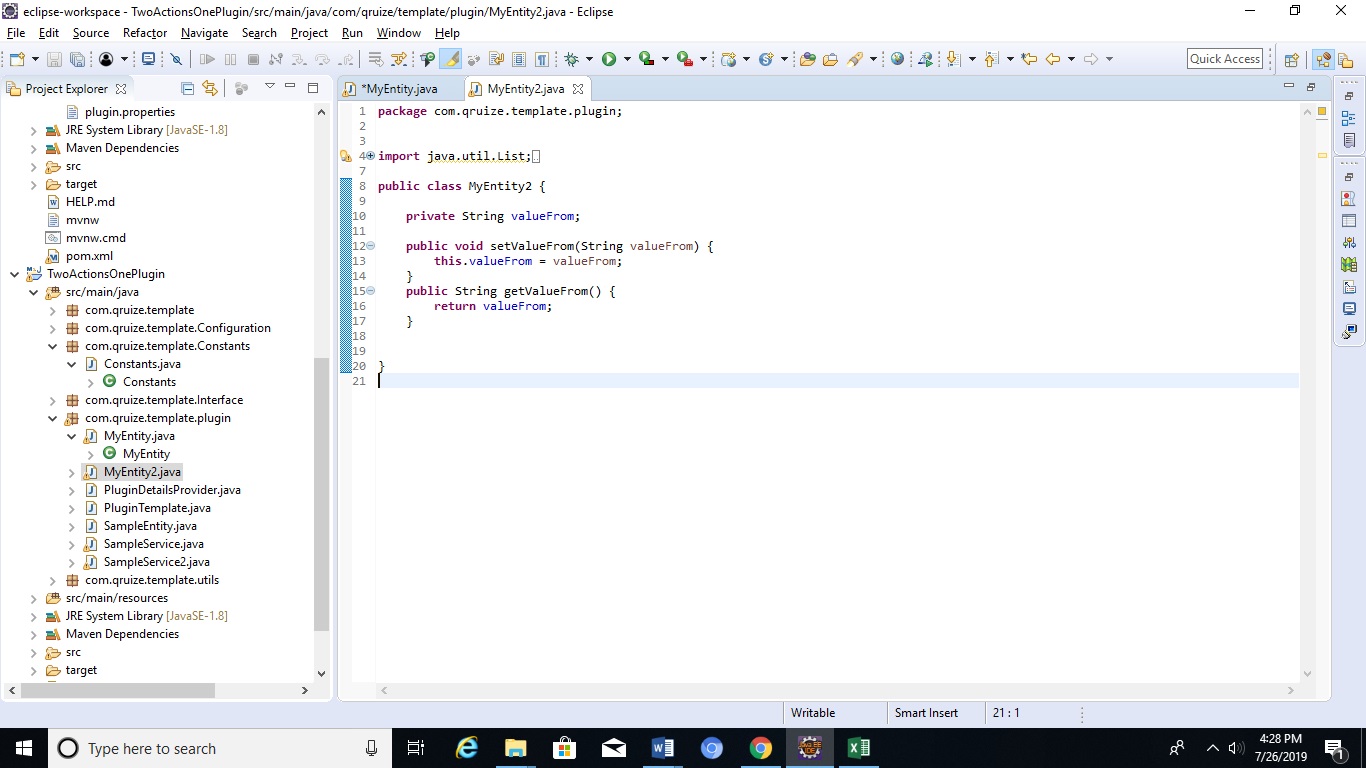 eclipse-workspace - TwoActionsOnePlugin/src/main/java/com/qruize/template/plugin/MyEntity2.java - Eclipse
File Edit Source Refactor Navigate Search Project Run Window Help
Quick Access
Project Explorer
plugin.properties
JRE System Library [JavaSE-1.8]
Maven Dependencies
src
target
HELP.md
mvnw
mvnw.cmd
pom.xml
TwoActionsOnePlugin
src/main/java
com.qruize.template
com.qruize.template.Configuration
com.qruize.template.Constants
Constants.java
Constants
com.qruize.template.Interface
com.qruize.template.plugin
MyEntity.java
MyEntity
MyEntity2.java
PluginDetailsProvider.java
PluginTemplate.java
SampleEntity.java
SampleService.java
SampleService2.java
com.qruize.template.utils
src/main/resources
JRE System Library [JavaSE-1.8]
Maven Dependencies
src
target
*MyEntity.java MyEntity2.java
1 package com.qruize.template.plugin;
2
3
4 import java.util.List;
7
8 public class MyEntity2 {
9
10 private String valueFrom;
11
12 public void setValueFrom(String valueFrom) {
13 this.valueFrom = valueFrom;
14 }
15 public String getValueFrom() {
16 return valueFrom;
17 }
18
19
20 }
21
Writable Smart Insert 21 : 1
Type here to search
4:28 PM
7/26/2019
1